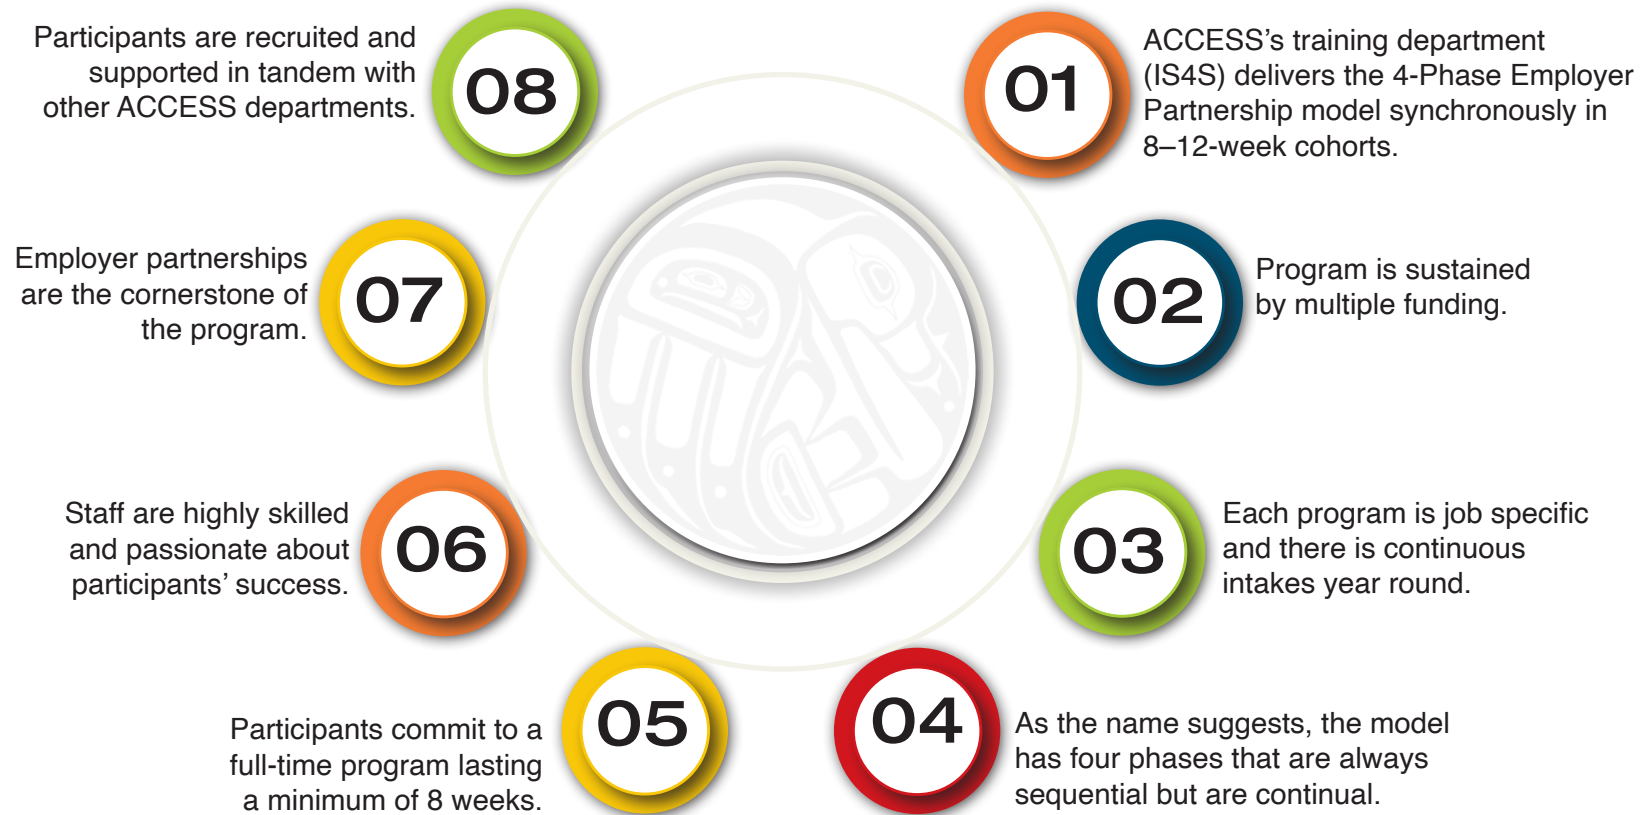 01
ACCESS's training department
(IS4S) delivers the 4-Phase Employer
Partnership model synchronously in
8–12-week cohorts.
02
Program is sustained
by multiple funding.
03
Each program is job specific
and there is continuous
intakes year round.
04
As the name suggests, the model
has four phases that are always
sequential but are continual.
05
Participants commit to a
full-time program lasting
a minimum of 8 weeks.
06
Staff are highly skilled
and passionate about
participants' success.
07
Employer partnerships
are the cornerstone of
the program.
08
Participants are recruited and
supported in tandem with
other ACCESS departments.